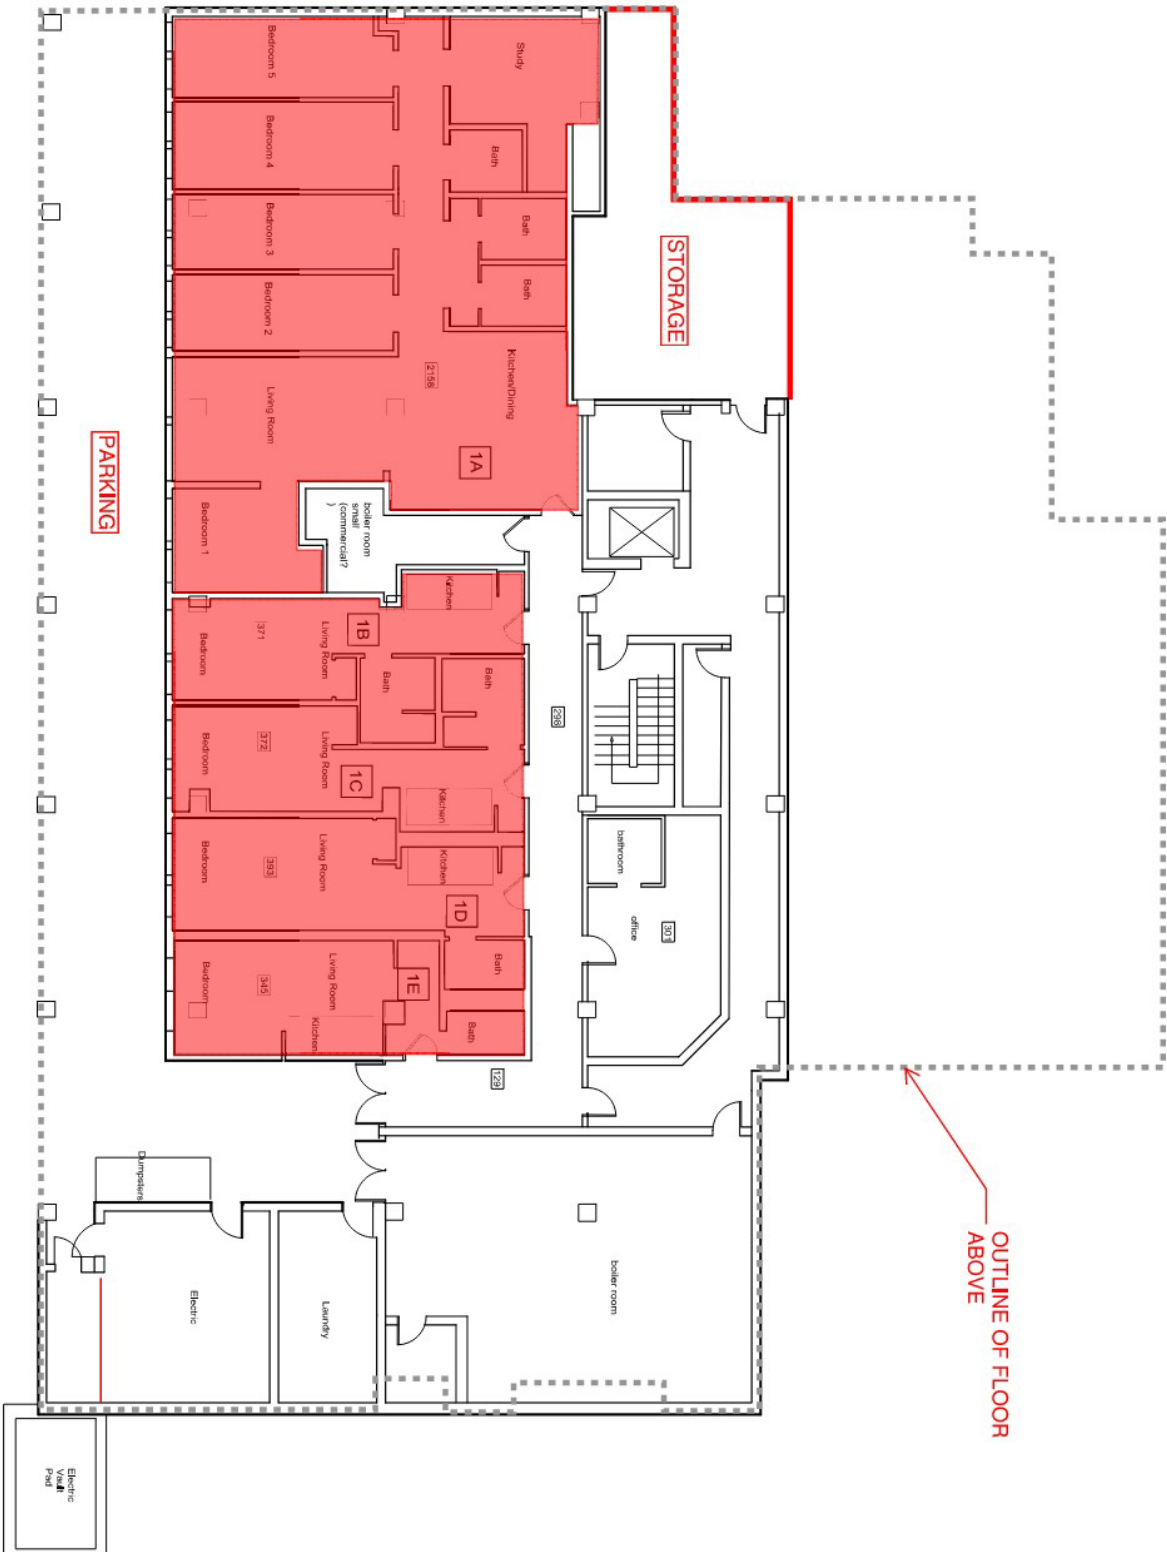 Bedroom 5
Study
Bedroom 4
Bath
Bedroom 3
Bath
Bedroom 2
Bath
STORAGE
2158
Kitchen/Dining
Living Room
1A
PARKING
Bedroom 1
boiler room
small
(commercial?
)
Kitchen
1B
371
Living Room
Bedroom
Bath
Bath
298
372
Living Room
Bedroom
1C
Kitchen
bathroom
393
Living Room
Bedroom
Kitchen
1D
office
301
345
Living Room
Bedroom
1E
Bath
Kitchen
Bath
129
Dumpsters
OUTLINE OF FLOOR
ABOVE
Electric
Laundry
boiler room
Electric
Vault
Pad